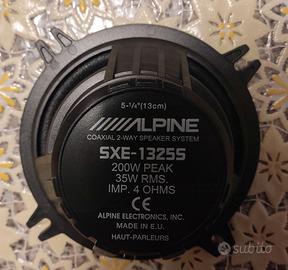 5-¼"(13cm)
ALPINE
COAXIAL 2-WAY SPEAKER SYSTEM
SXE-1325S
200W PEAK
35W RMS.
IMP. 4 OHMS
CE
ALPINE ELECTRONICS, INC.
MADE IN E.U.
HAUT-PARLEURS
subito